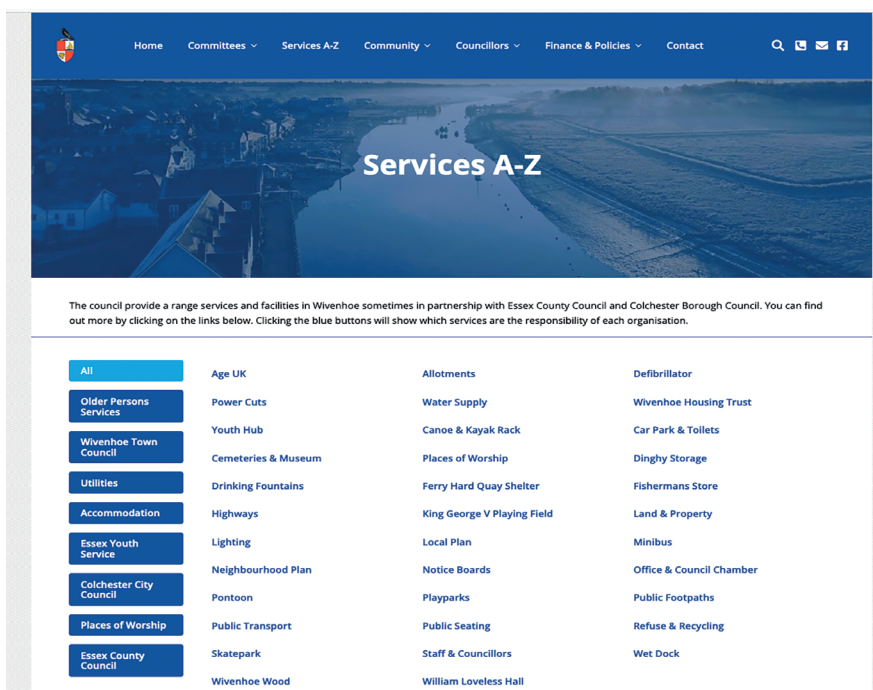 Home Committees Services A-Z Community Councillors Finance & Policies Contact
Services A-Z
The council provide a range services and facilities in Wivenhoe sometimes in partnership with Essex County Council and Colchester Borough Council. You can find
out more by clicking on the links below. Clicking the blue buttons will show which services are the responsibility of each organisation.
All
Older Persons
Services
Wivenhoe Town
Council
Utilities
Accommodation
Essex Youth
Service
Colchester City
Council
Places of Worship
Essex County
Council
Age UK Allotments Defibrillator
Power Cuts Water Supply Wivenhoe Housing Trust
Youth Hub Canoe & Kayak Rack Car Park & Toilets
Cemeteries & Museum Places of Worship Dinghy Storage
Drinking Fountains Ferry Hard Quay Shelter Fishermans Store
Highways King George V Playing Field Land & Property
Lighting Local Plan Minibus
Neighbourhood Plan Notice Boards Office & Council Chamber
Pontoon Playparks Public Footpaths
Public Transport Public Seating Refuse & Recycling
Skatepark Staff & Councillors Wet Dock
Wivenhoe Wood William Loveless Hall